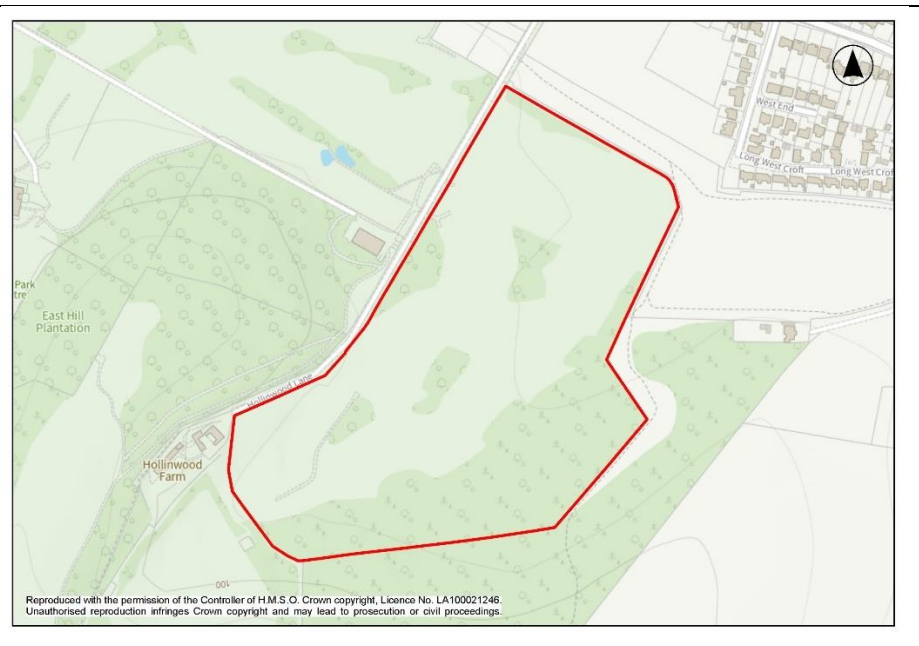 West End
Long West Croft
Long West Crof
Park
tre
East Hill
Plantation
Hollinwood Lane
Hollinwood
Farm
100
Reproduced with the permission of the Controller of H.M.S.O. Crown copyright, Licence No. LA100021246.
Unauthorised reproduction infringes Crown copyright and may lead to prosecution or civil proceedings.